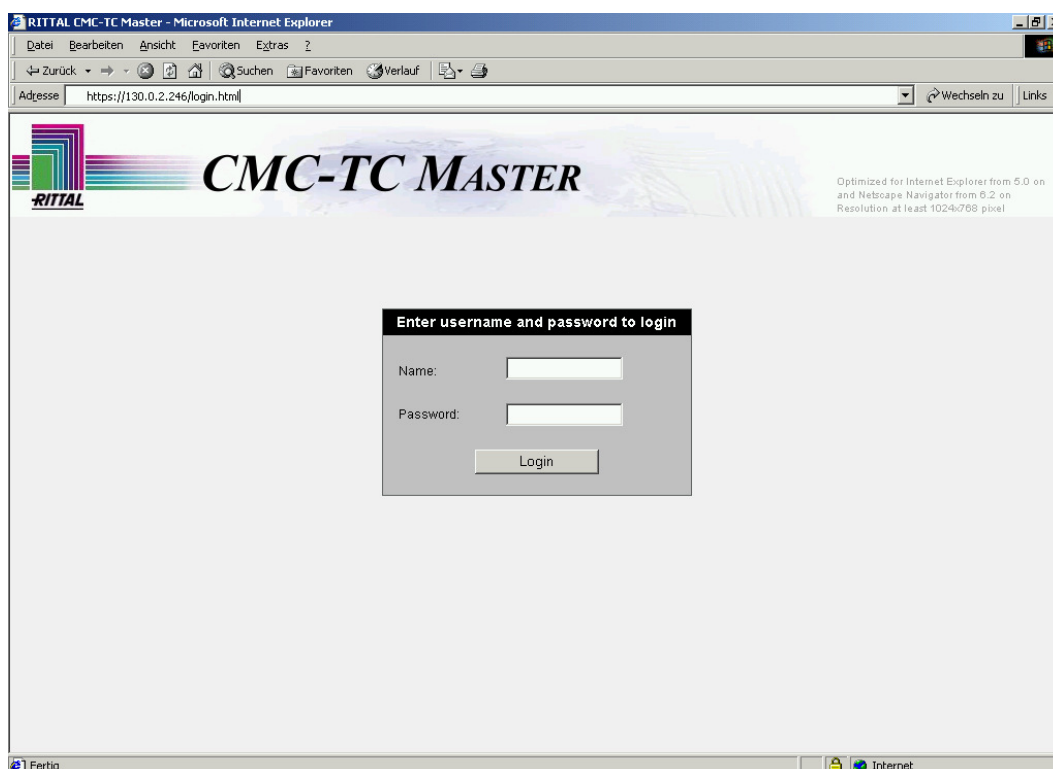 RITTAL CMC-TC Master - Microsoft Internet Explorer
Datei Bearbeiten Ansicht Favoriten Extras ?
Zurück Suchen Favoriten Verlauf
Adresse https://130.0.2.246/login.html Wechseln zu Links
RITTAL
CMC-TC MASTER
Optimized for Internet Explorer from 5.0 on
and Netscape Navigator from 6.2 on
Resolution at least 1024x768 pixel
Enter username and password to login
Name:
Password:
Login
Fertig Internet